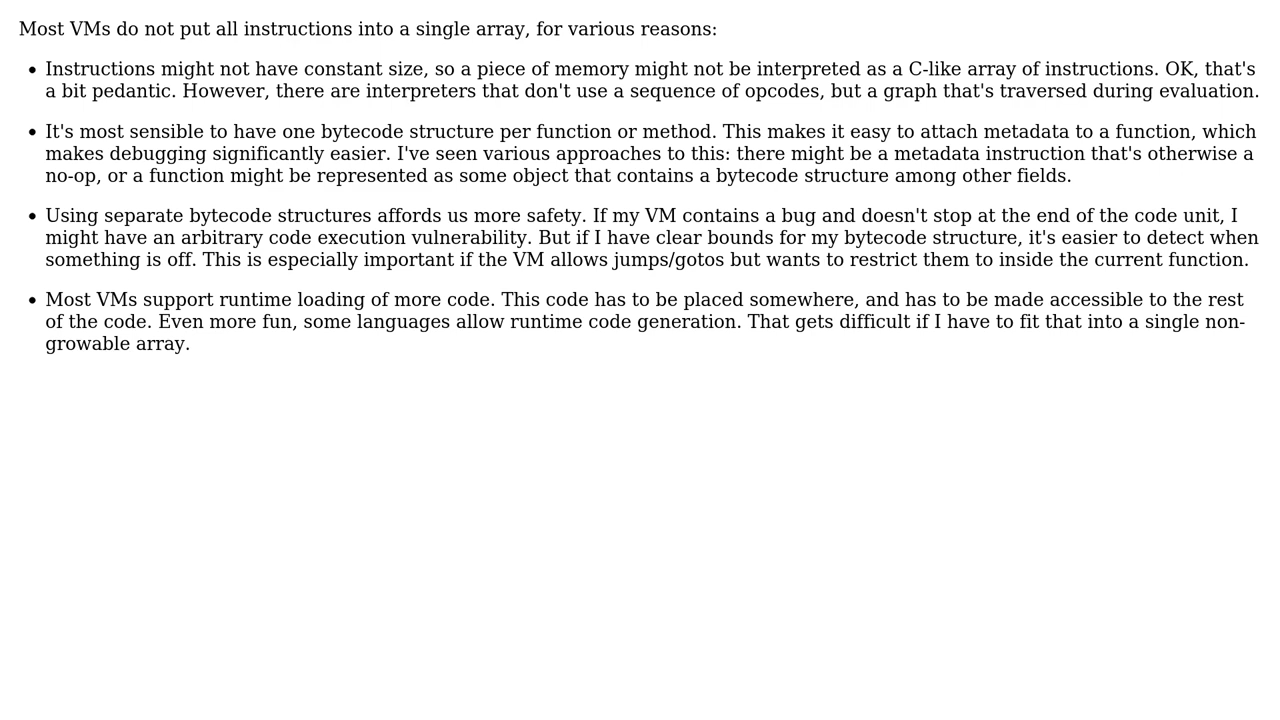 Most VMs do not put all instructions into a single array, for various reasons:
• Instructions might not have constant size, so a piece of memory might not be interpreted as a C-like array of instructions. OK, that's
a bit pedantic. However, there are interpreters that don't use a sequence of opcodes, but a graph that's traversed during evaluation.
• It's most sensible to have one bytecode structure per function or method. This makes it easy to attach metadata to a function, which
makes debugging significantly easier. I've seen various approaches to this: there might be a metadata instruction that's otherwise a
no-op, or a function might be represented as some object that contains a bytecode structure among other fields.
• Using separate bytecode structures affords us more safety. If my VM contains a bug and doesn't stop at the end of the code unit, I
might have an arbitrary code execution vulnerability. But if I have clear bounds for my bytecode structure, it's easier to detect when
something is off. This is especially important if the VM allows jumps/gotos but wants to restrict them to inside the current function.
• Most VMs support runtime loading of more code. This code has to be placed somewhere, and has to be made accessible to the rest
of the code. Even more fun, some languages allow runtime code generation. That gets difficult if I have to fit that into a single non-
growable array.